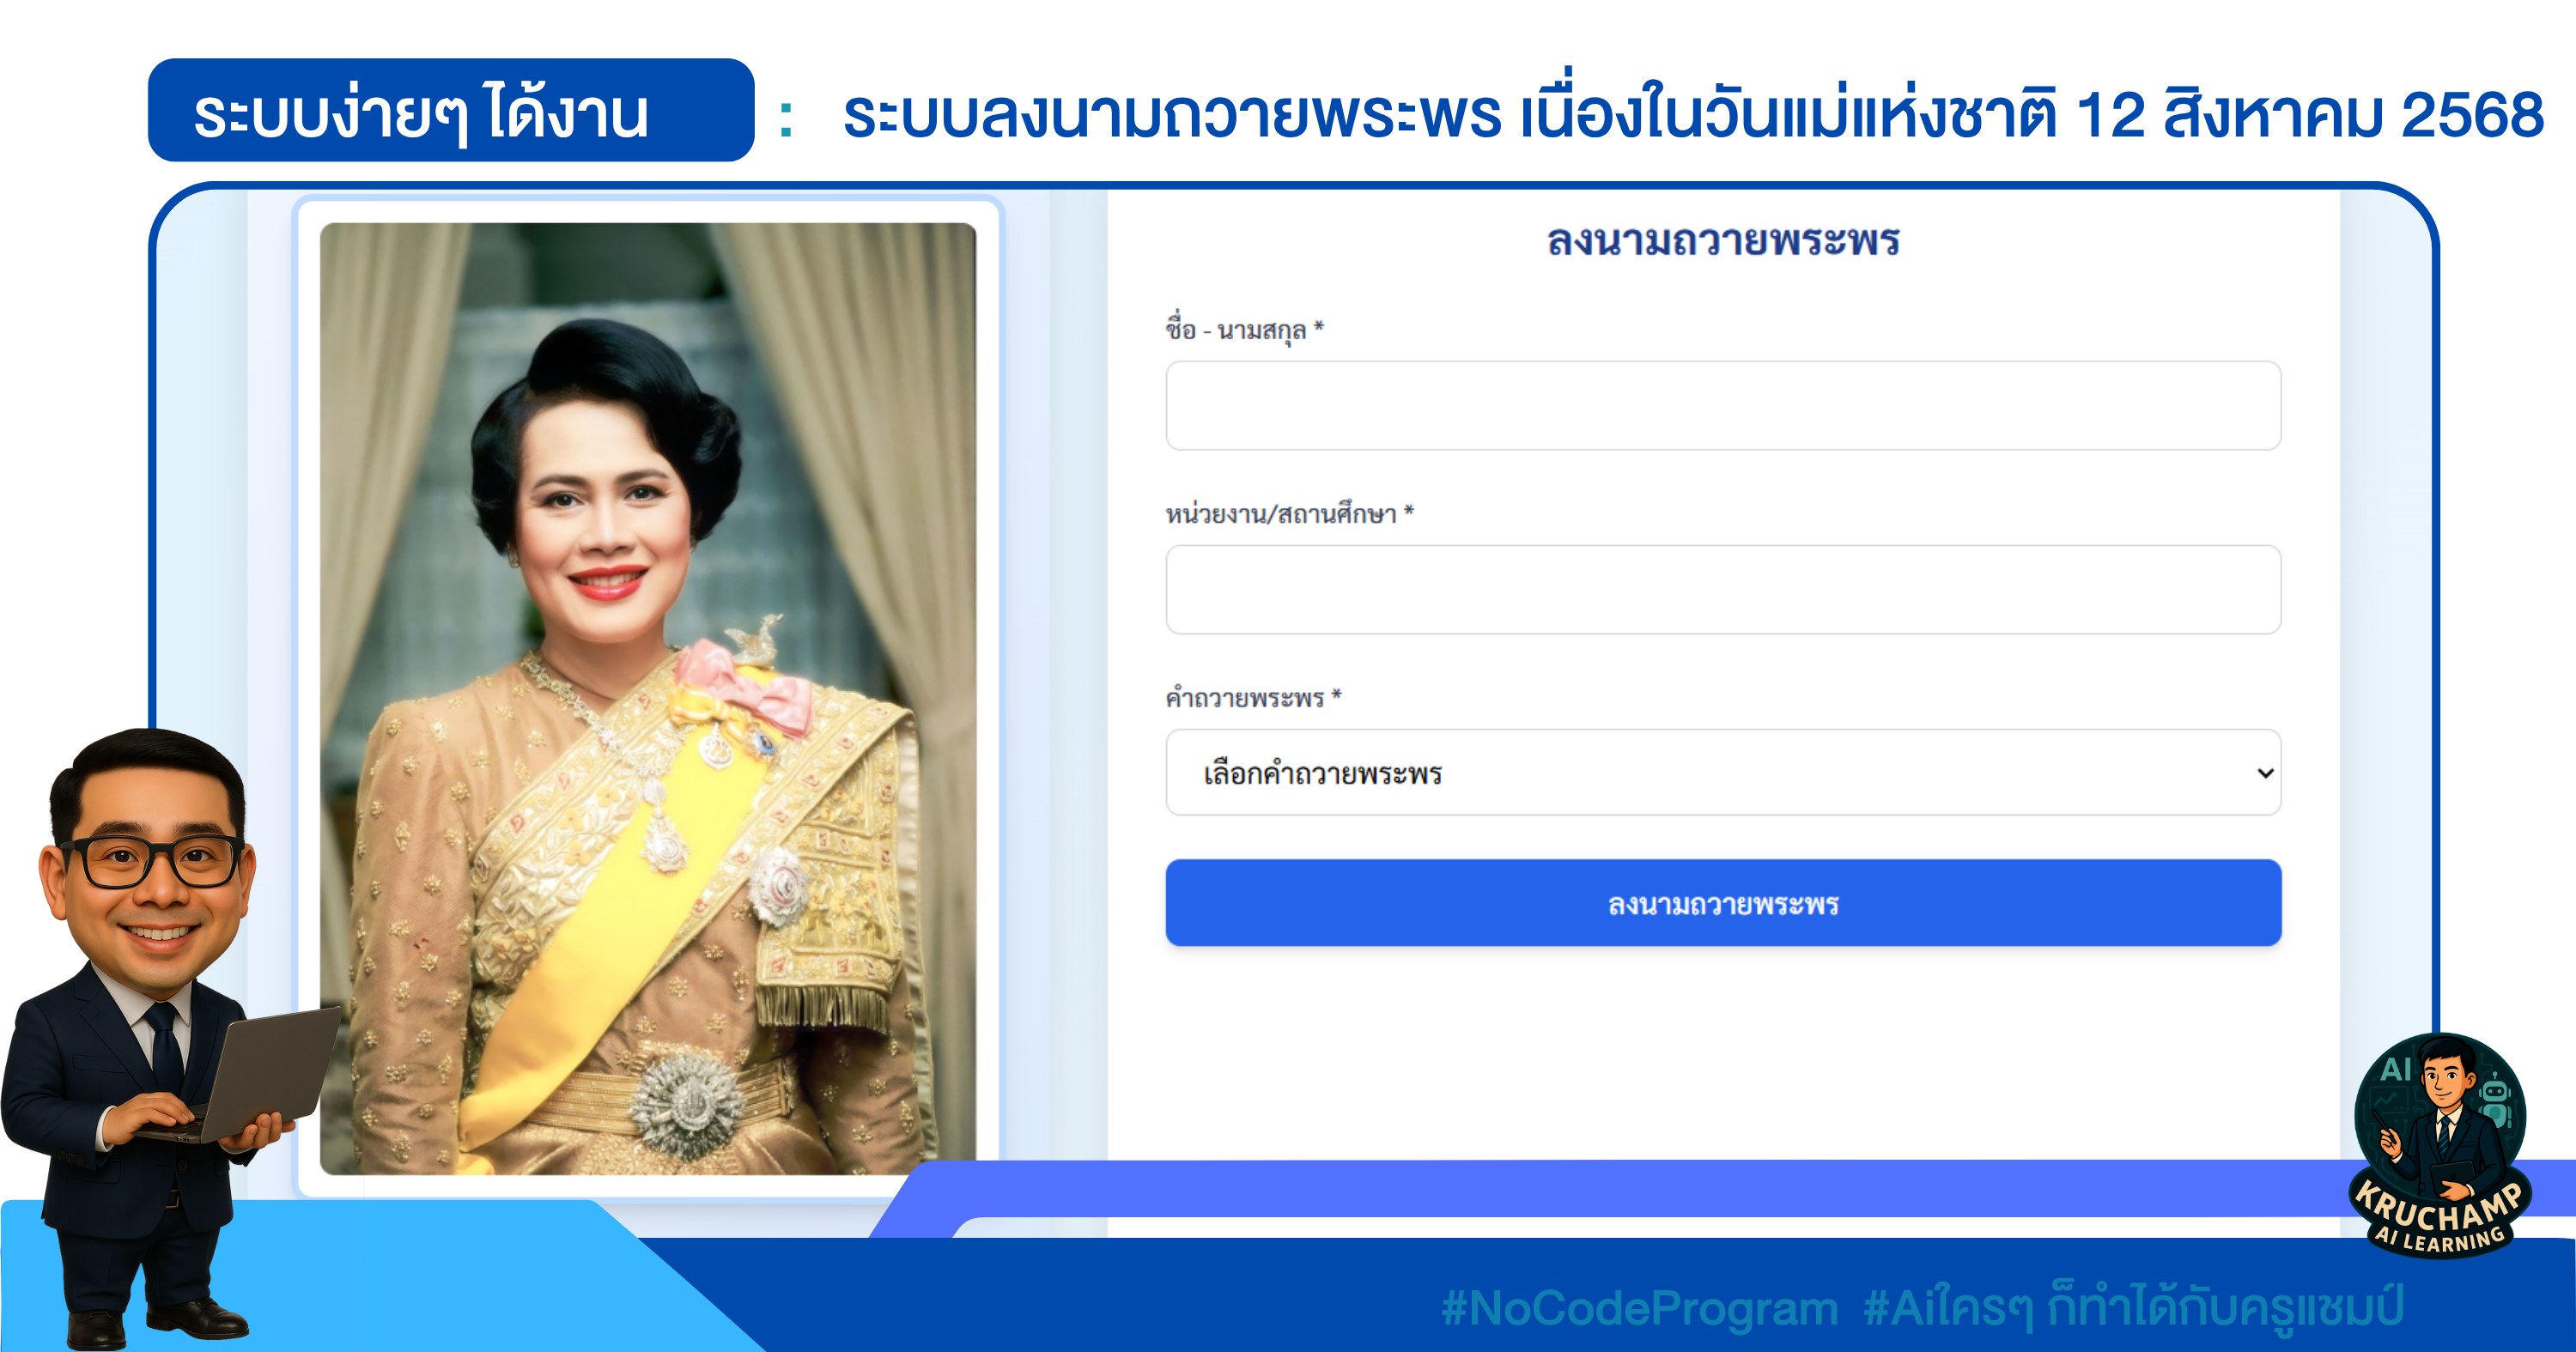 ระบบง่ายๆ ได้งาน : ระบบลงนามถวายพระพร เนื่องในวันแม่แห่งชาติ 12 สิงหาคม 2568
ลงนามถวายพระพร
ชื่อ - นามสกุล *
หน่วยงาน/สถานศึกษา *
คำถวายพระพร *
เลือกคำถวายพระพร
ลงนามถวายพระพร
AI
KRUCHAMP
AI LEARNING
#NoCodeProgram #Aiใครๆ ก็ทำได้กับครูแชมป์